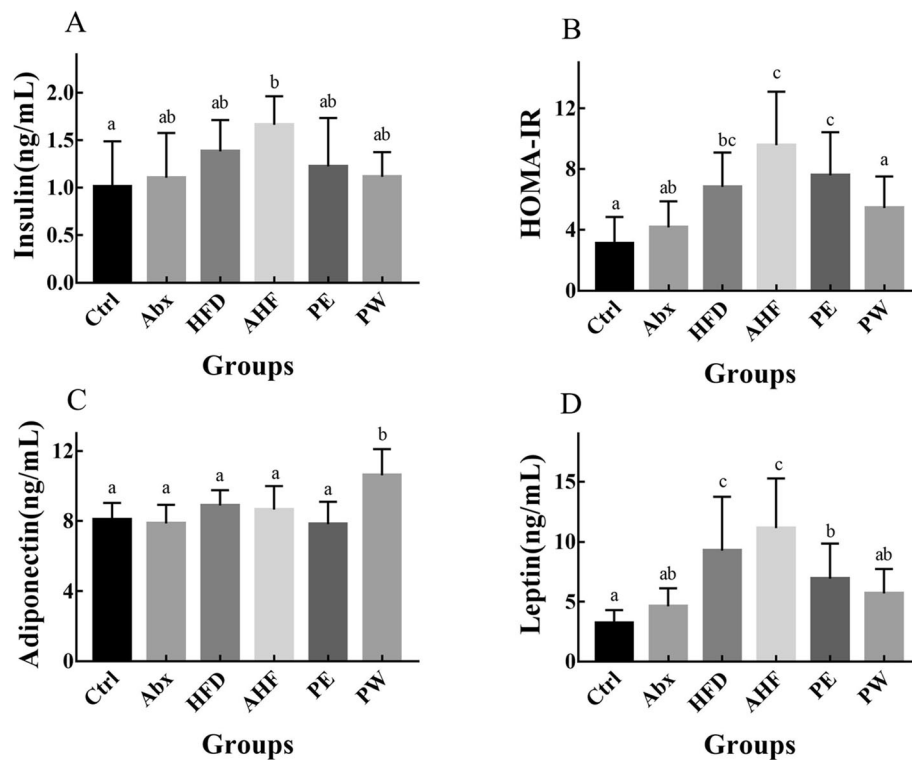 A
Insulin(ng/mL)
2.0
1.5
1.0
0.5
0.0
a
ab
ab
b
ab
ab
Ctrl
Abx
HFD
AHF
PE
PW
Groups
B
HOMA-IR
12
8
4
0
a
ab
bc
c
c
a
Ctrl
Abx
HFD
AHF
PE
PW
Groups
C
Adiponectin(ng/mL)
12
8
4
0
a
a
a
a
a
b
Ctrl
Abx
HFD
AHF
PE
PW
Groups
D
Leptin(ng/mL)
15
10
5
0
a
ab
c
c
b
ab
Ctrl
Abx
HFD
AHF
PE
PW
Groups